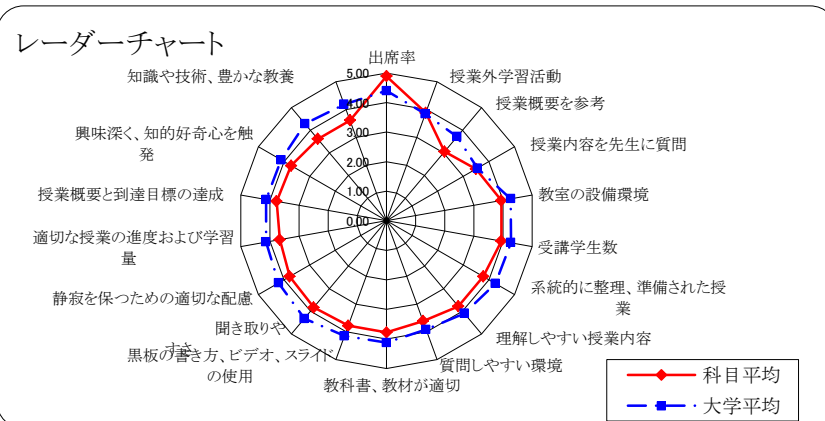 レーダーチャート
出席率
授業外学習活動
授業概要を参考
授業内容を先生に質問
教室の設備環境
受講学生数
系統的に整理、準備された授
業
理解しやすい授業内容
質問しやすい環境
教科書、教材が適切
黒板の書き方、ビデオ、スライド
の使用
聞き取りや
すさ
静寂を保つための適切な配慮
適切な授業の進度および学習
量
授業概要と到達目標の達成
興味深く、知的好奇心を触
発
知識や技術、豊かな教養
5.00
4.00
3.00
2.00
1.00
0.00
科目平均
大学平均